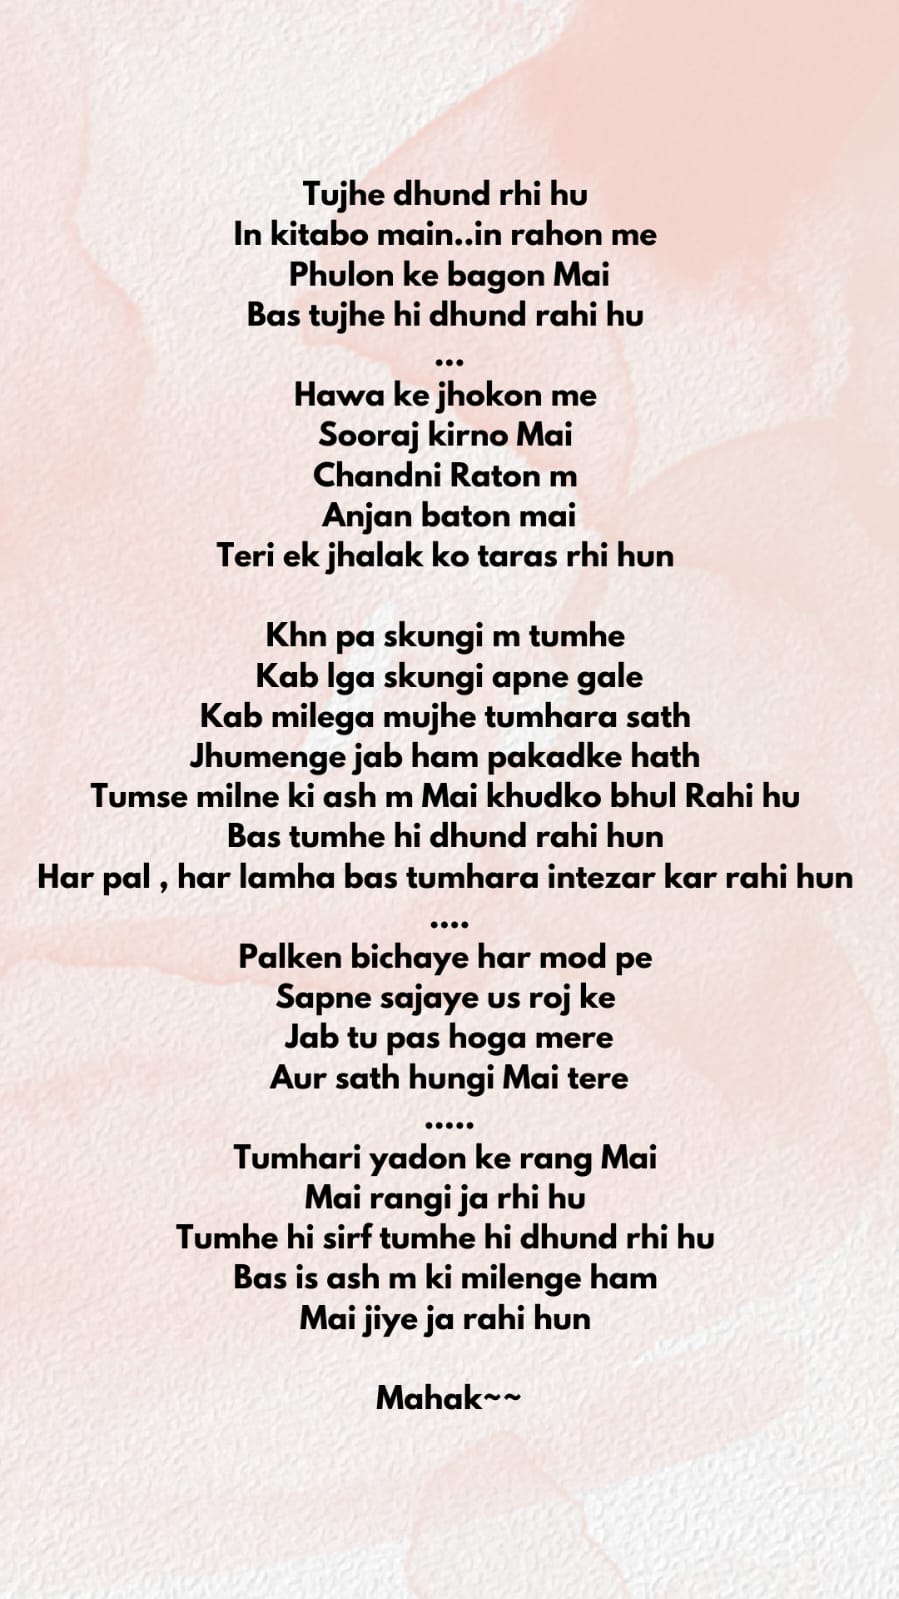 Tujhe dhund rhi hu
In kitabo main..in rahon me
Phulon ke bagon Mai
Bas tujhe hi dhund rahi hu
...
Hawa ke jhokon me
Sooraj kirno Mai
Chandni Raton m
Anjan baton mai
Teri ek jhalak ko taras rhi hun
Khn pa skungi m tumhe
Kab lga skungi apne gale
Kab milega mujhe tumhara sath
Jhumenge jab ham pakadke hath
Tumse milne ki ash m Mai khudko bhul Rahi hu
Bas tumhe hi dhund rahi hun
Har pal , har lamha bas tumhara intezar kar rahi hun
....
Palken bichaye har mod pe
Sapne sajaye us roj ke
Jab tu pas hoga mere
Aur sath hungi Mai tere
.....
Tumhari yadon ke rang Mai
Mai rangi ja rhi hu
Tumhe hi sirf tumhe hi dhund rhi hu
Bas is ash m ki milenge ham
Mai jiye ja rahi hun
Mahak~~